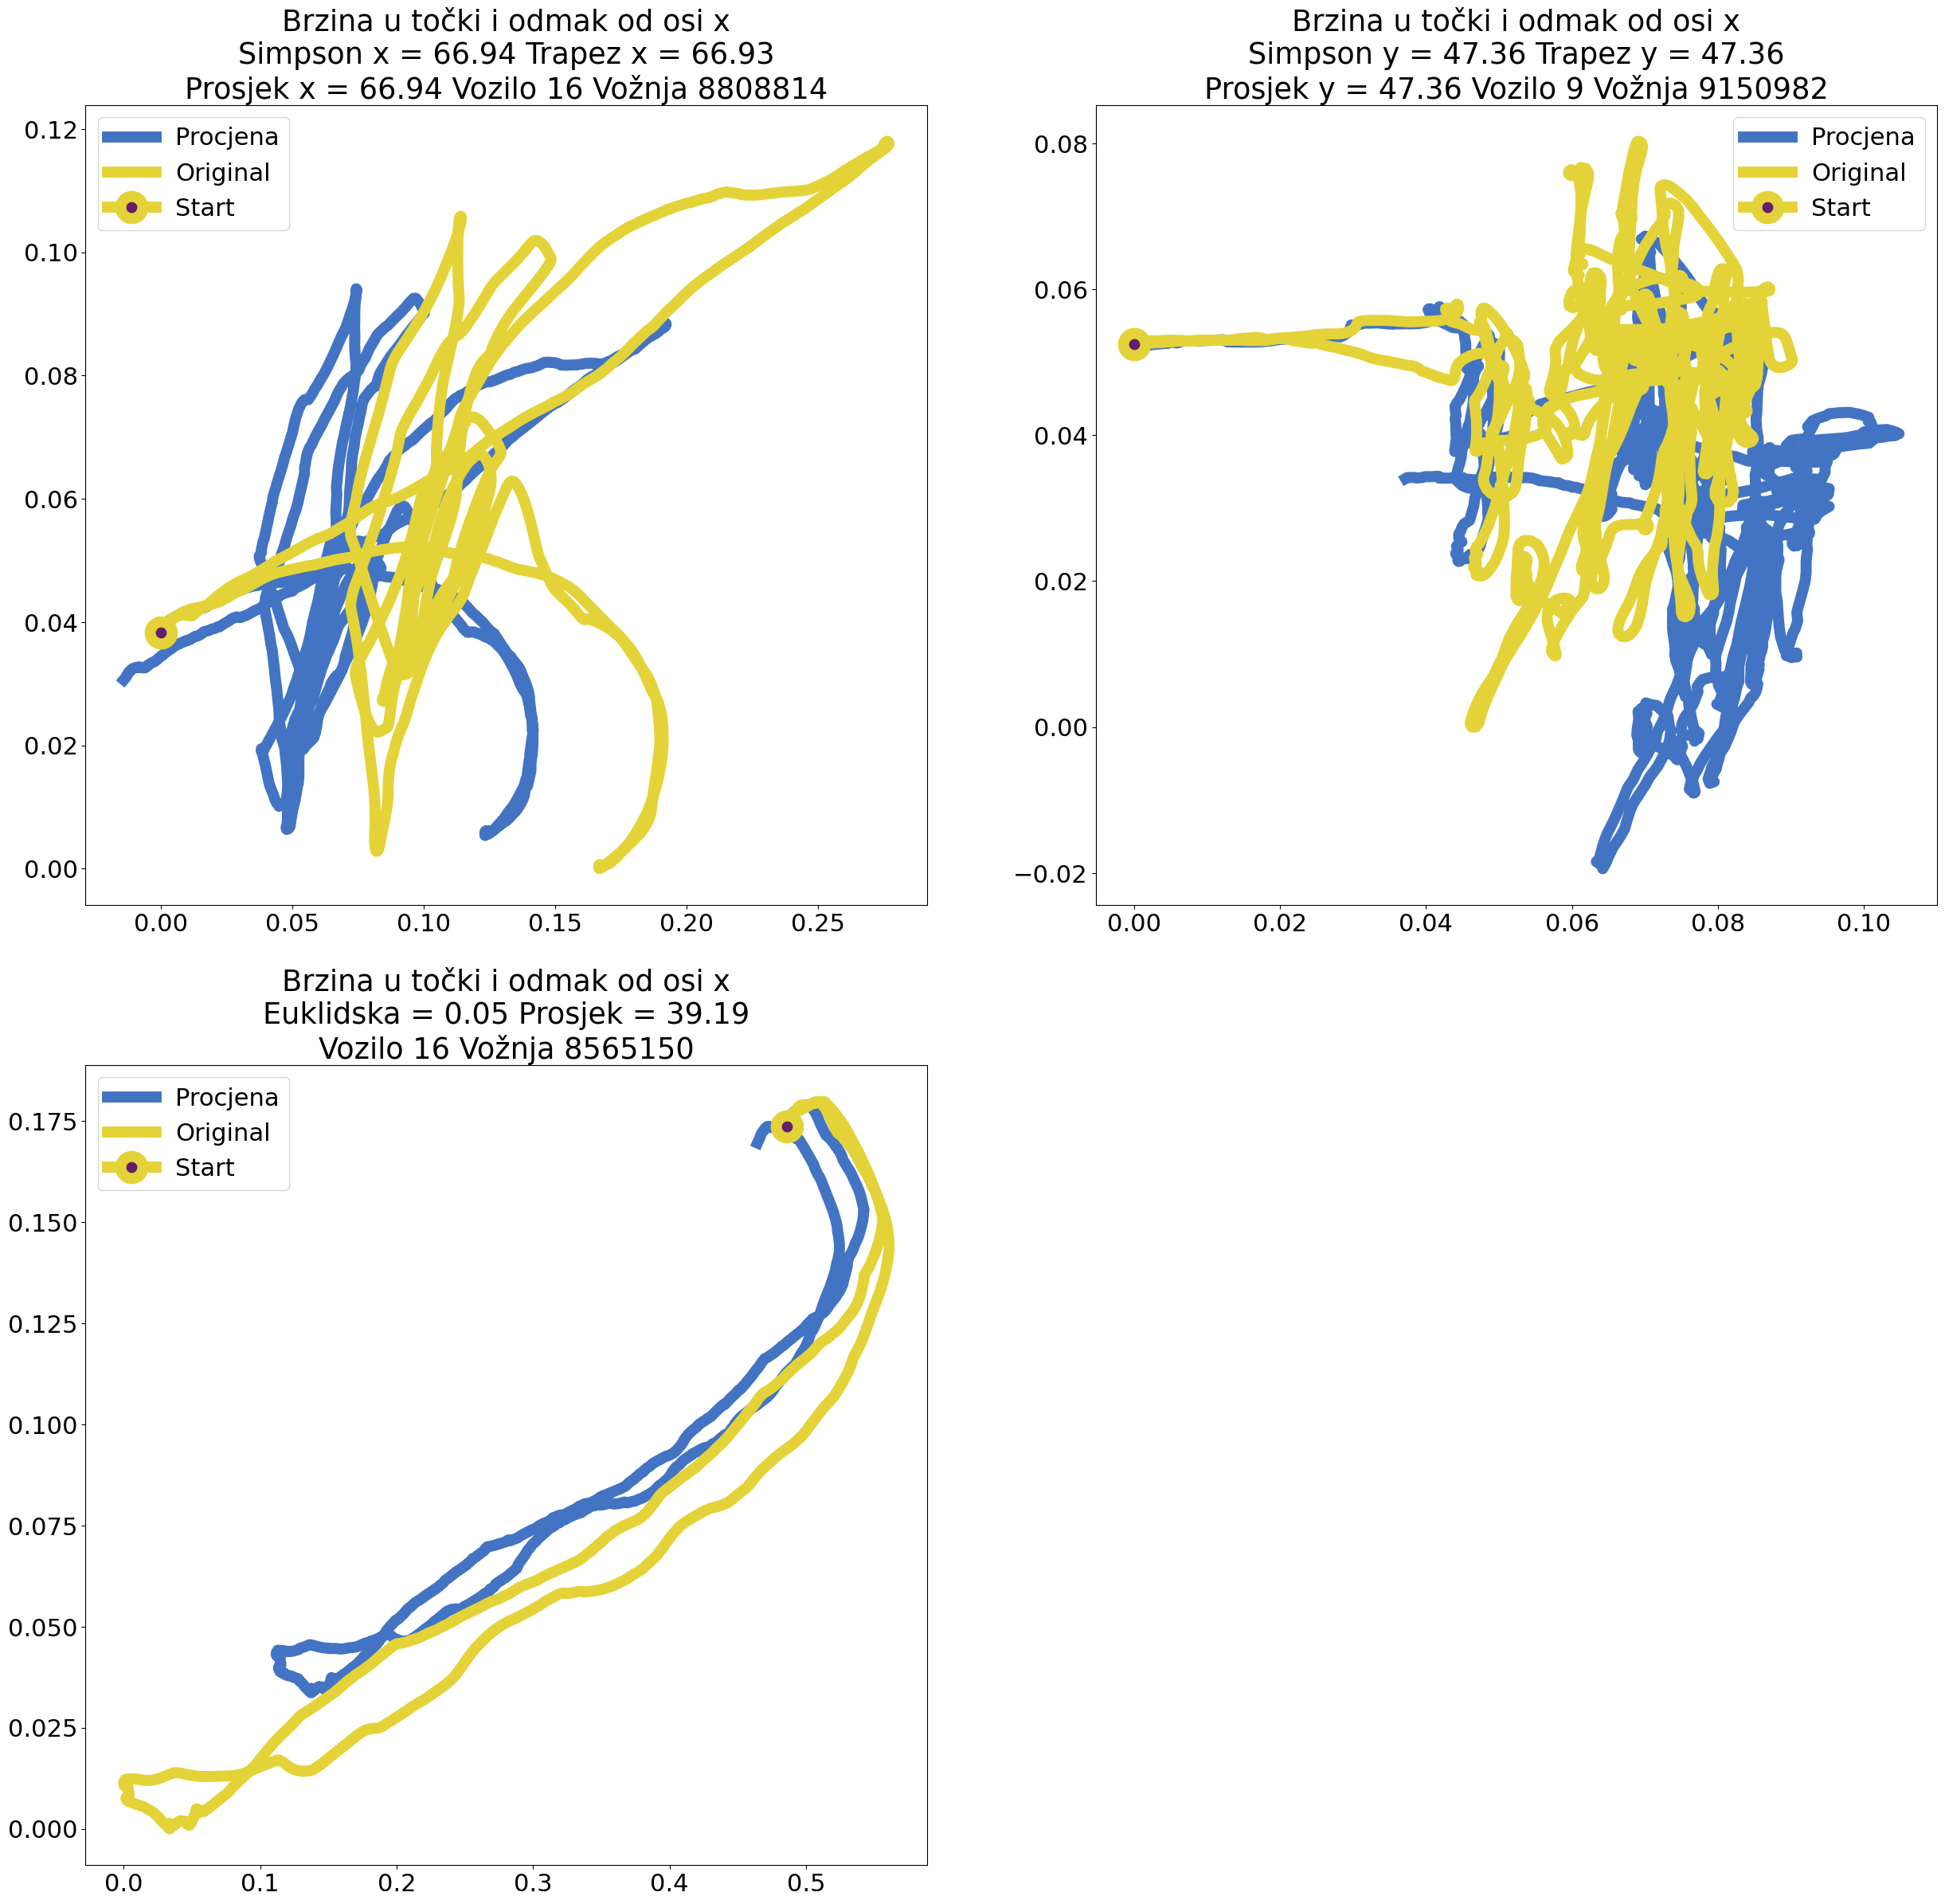 Brzina u točki i odmak od osi x
Simpson x = 66.94 Trapez x = 66.93
Prosjek x = 66.94 Vozilo 16 Vožnja 8808814
Procjena
Original
Start
0.12
0.10
0.08
0.06
0.04
0.02
0.00
0.00 0.05 0.10 0.15 0.20 0.25
Brzina u točki i odmak od osi x
Simpson y = 47.36 Trapez y = 47.36
Prosjek y = 47.36 Vozilo 9 Vožnja 9150982
Procjena
Original
Start
0.08
0.06
0.04
0.02
0.00
−0.02
0.00 0.02 0.04 0.06 0.08 0.10
Brzina u točki i odmak od osi x
Euklidska = 0.05 Prosjek = 39.19
Vozilo 16 Vožnja 8565150
Procjena
Original
Start
0.175
0.150
0.125
0.100
0.075
0.050
0.025
0.000
0.0 0.1 0.2 0.3 0.4 0.5